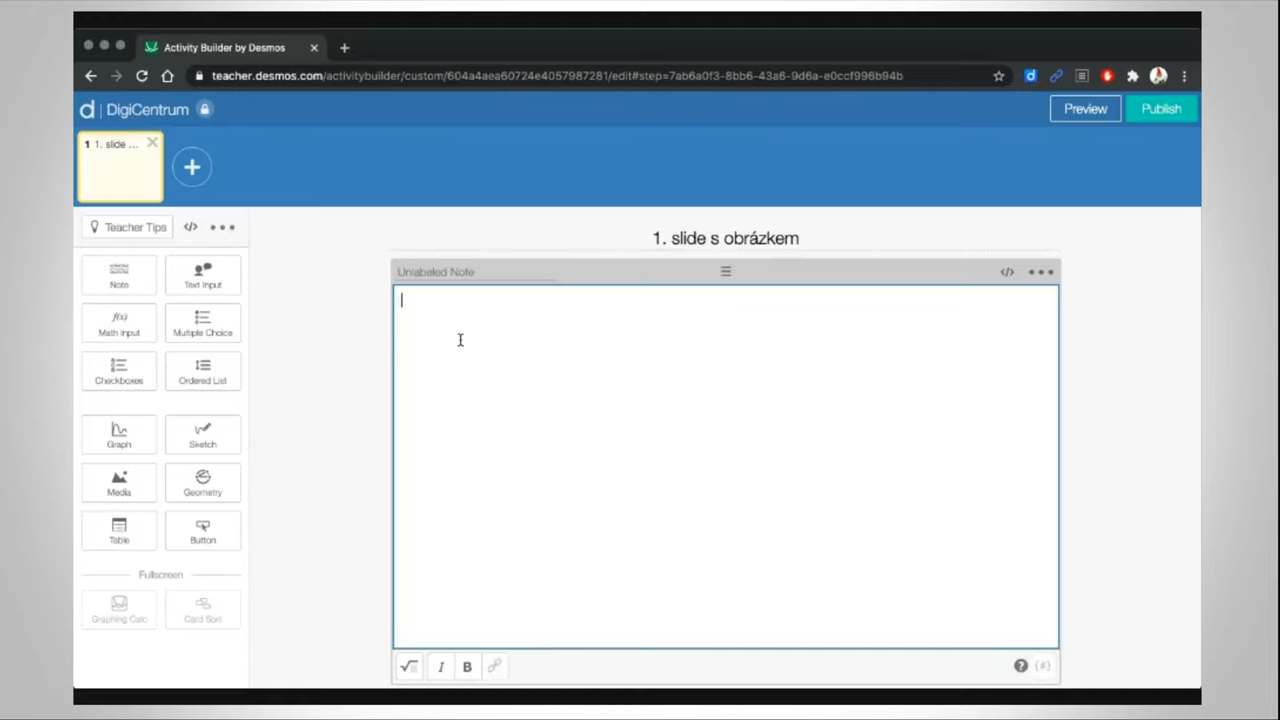 Activity Builder by Desmos
teacher.desmos.com/activitybuilder/custom/604a4aea60724e4057987281/edit#step=7ab6a0f3-8bb6-43a6-9d6a-e0ccf996b94b
d | DigiCentrum
Preview
Publish
1 1. slide ...
Teacher Tips
1. slide s obrázkem
Unlabeled Note
Note
Text Input
f(x)
Math Input
Multiple Choice
Checkboxes
Ordered List
Graph
Sketch
Media
Geometry
Table
Button
Fullscreen
Graphing Calc
Card Sort
I B